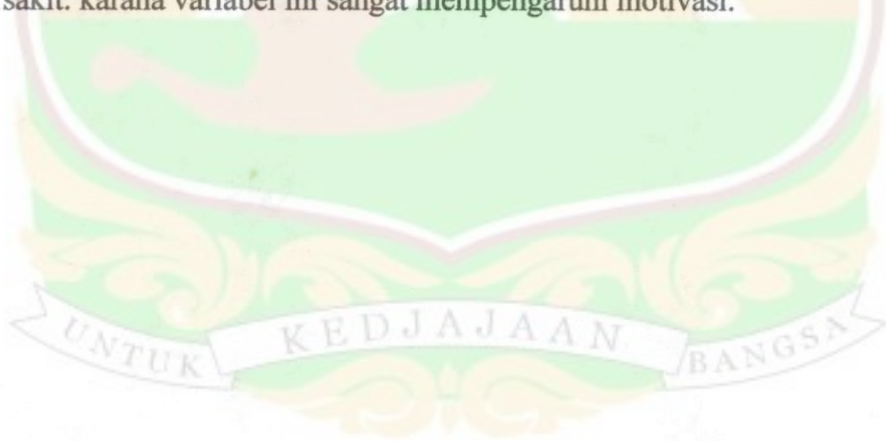 sakit. karana variabel ini sangat mempengaruhi motivasi.
UNTUK KEDJAJAAN BANGSA